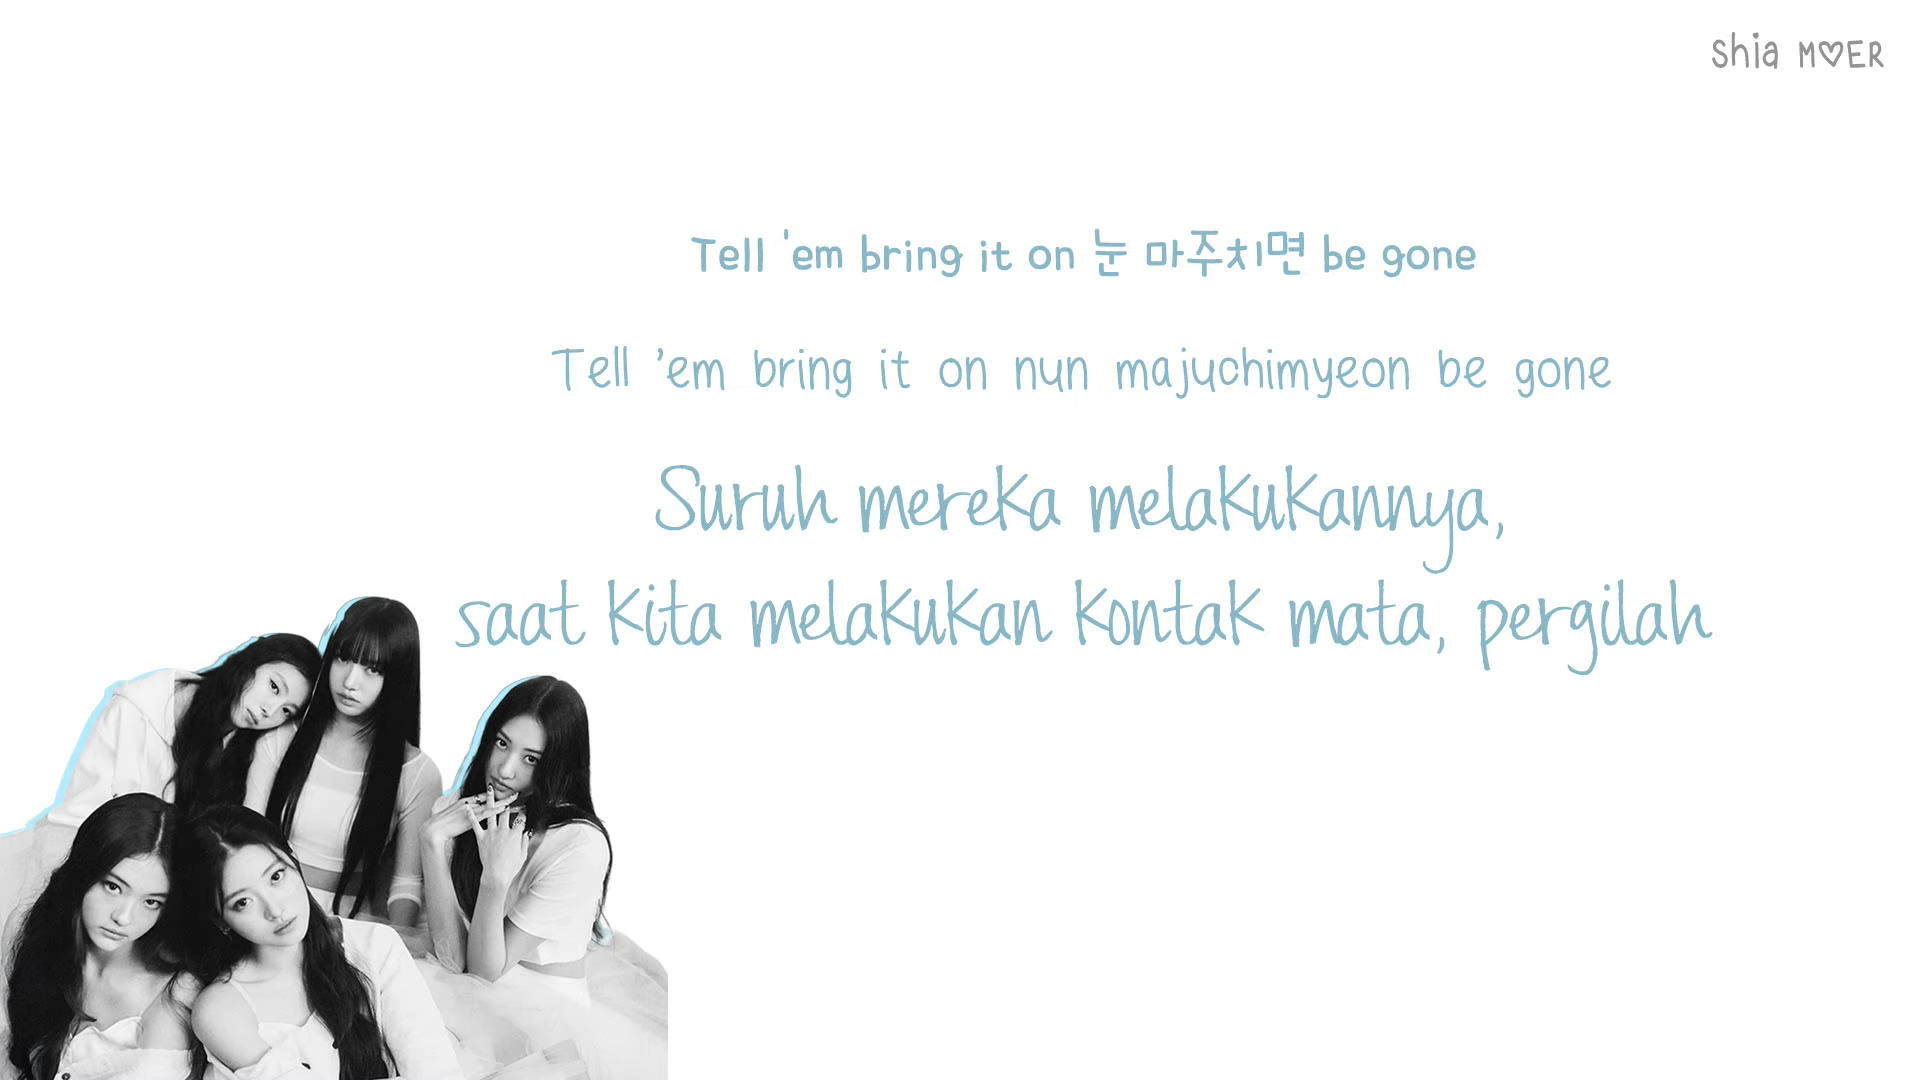 Shia M♡ER
Tell 'em bring it on 눈 마주치면 be gone
Tell 'em bring it on nun majuchimyeon be gone
Suruh mereka melakukannya,
saat kita melakukan kontak mata, pergilah